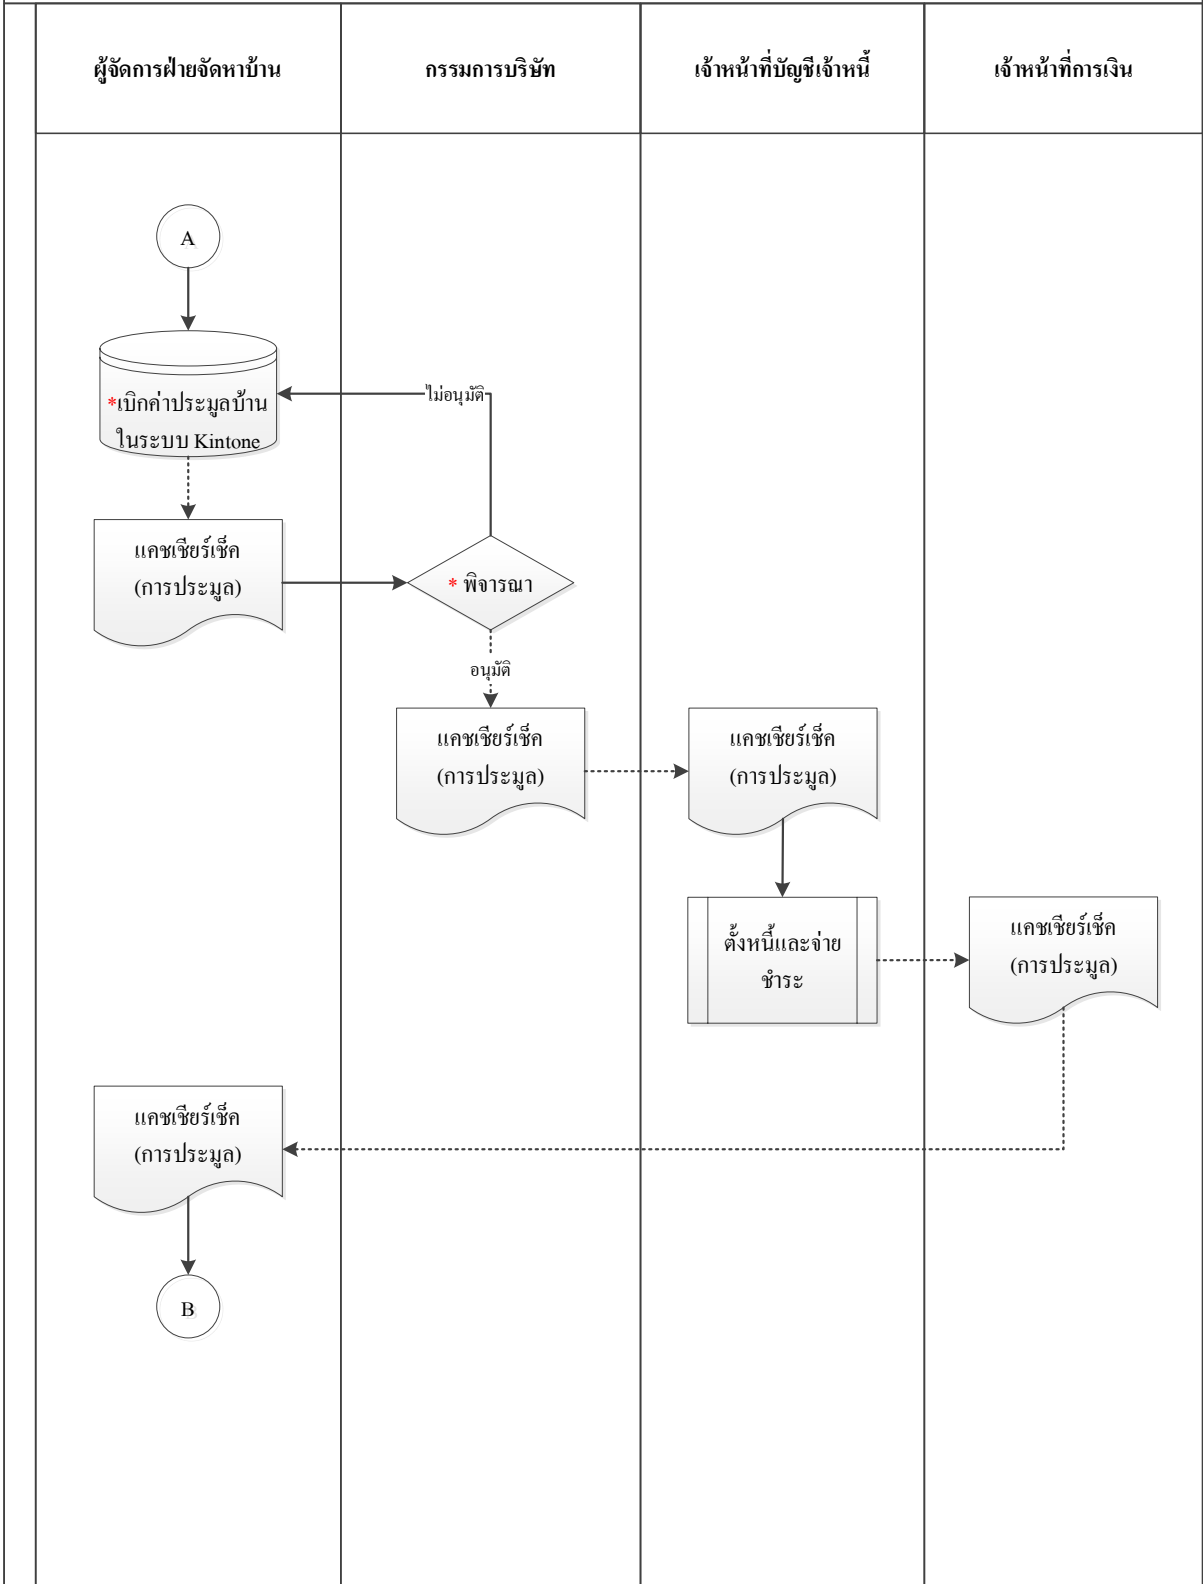 ผู้จัดการฝ่ายจัดหาบ้าน
กรรมการบริษัท
เจ้าหน้าที่บัญชีเจ้าหนี้
เจ้าหน้าที่การเงิน
A
*เบิกค่าประมูลบ้าน
ในระบบ Kintone
ไม่อนุมัติ
แคชเชียร์เช็ค
(การประมูล)
* พิจารณา
อนุมัติ
แคชเชียร์เช็ค
(การประมูล)
แคชเชียร์เช็ค
(การประมูล)
ตั้งหนี้และจ่าย
ชำระ
แคชเชียร์เช็ค
(การประมูล)
แคชเชียร์เช็ค
(การประมูล)
B